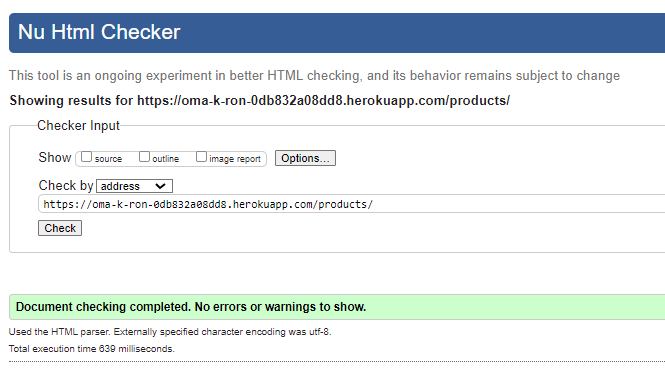 Nu Html Checker
This tool is an ongoing experiment in better HTML checking, and its behavior remains subject to change
Showing results for https://oma-k-ron-0db832a08dd8.herokuapp.com/products/
Checker Input
Show source outline image report Options...
Check by address
https://oma-k-ron-0db832a08dd8.herokuapp.com/products/
Check
Document checking completed. No errors or warnings to show.
Used the HTML parser. Externally specified character encoding was utf-8.
Total execution time 639 milliseconds.